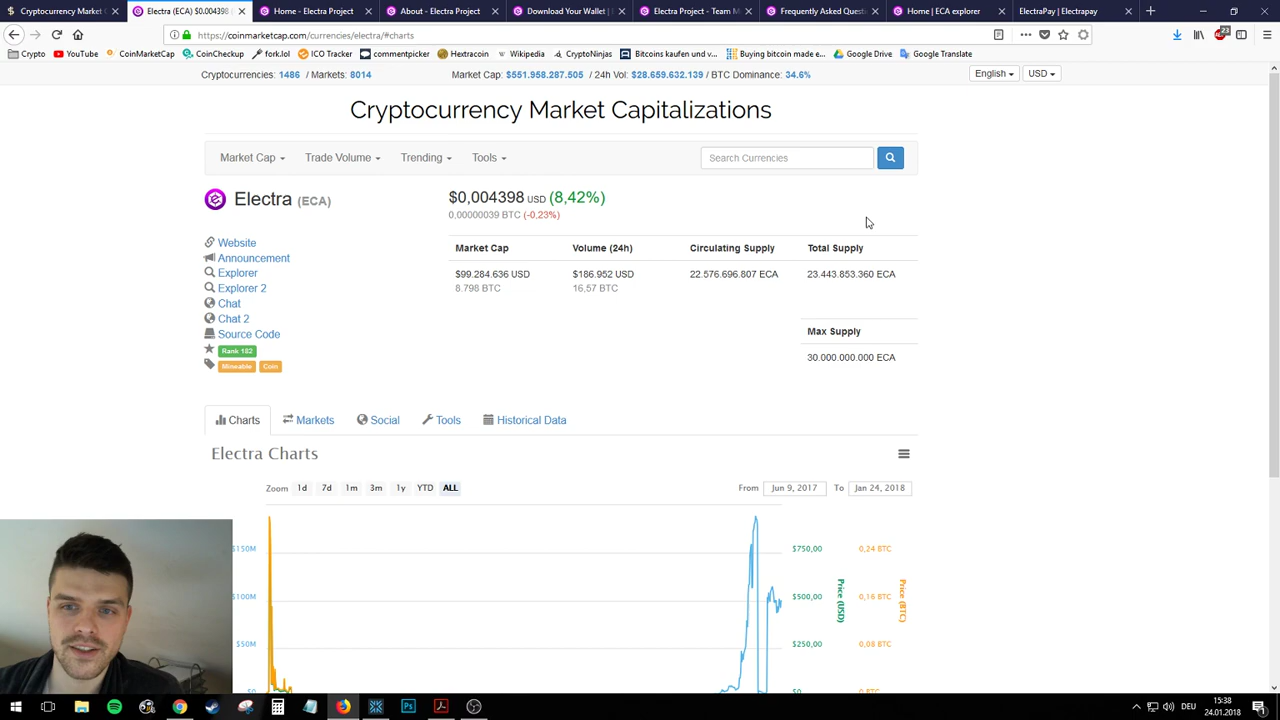 Cryptocurrency Market C
Electra (ECA) $0.004398
Home - Electra Project
About - Electra Project
Download Your Wallet |
Electra Project - Team M
Frequently Asked Ques
Home | ECA explorer
ElectraPay | Electrapay
https://coinmarketcap.com/currencies/electra/#charts
23
Crypto
YouTube
CoinMarketCap
CoinCheckup
fork.lol
ICO Tracker
commentpicker
Hextracoin
Wikipedia
CryptoNinjas
Bitcoins kaufen und v...
Buying bitcoin made e...
Google Drive
Google Translate
Cryptocurrencies: 1486 / Markets: 8014
Market Cap: $551.958.287.505 / 24h Vol: $28.659.632.139 / BTC Dominance: 34.6%
English
USD
Cryptocurrency Market Capitalizations
Market Cap
Trade Volume
Trending
Tools
Search Currencies
Electra (ECA)
$0,004398 USD (8,42%)
0,00000039 BTC (-0,23%)
Website
Announcement
Explorer
Explorer 2
Chat
Chat 2
Source Code
Rank 182
Mineable Coin
Market Cap
Volume (24h)
Circulating Supply
Total Supply
$99.284.636 USD
$186.952 USD
22.576.696.807 ECA
23.443.853.360 ECA
8.798 BTC
16,57 BTC
Max Supply
30.000.000.000 ECA
Charts
Markets
Social
Tools
Historical Data
Electra Charts
Zoom 1d 7d 1m 3m 1y YTD ALL
From Jun 9, 2017 To Jan 24, 2018
$150M
$750,00
0,24 BTC
$100M
$500,00
0,16 BTC
$50M
$250,00
0,08 BTC
$0
$0
0 BTC
Price (USD)
Price (BTC)
DEU
15:38
24.01.2018